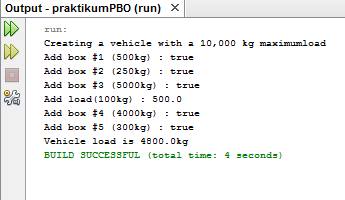 Output - praktikumPBO (run)
run:
Creating a vehicle with a 10,000 kg maximumload
Add box #1 (500kg) : true
Add box #2 (250kg) : true
Add box #3 (5000kg) : true
Add load(100kg) : 500.0
Add box #4 (4000kg) : true
Add box #5 (300kg) : true
Vehicle load is 4800.0kg
BUILD SUCCESSFUL (total time: 4 seconds)